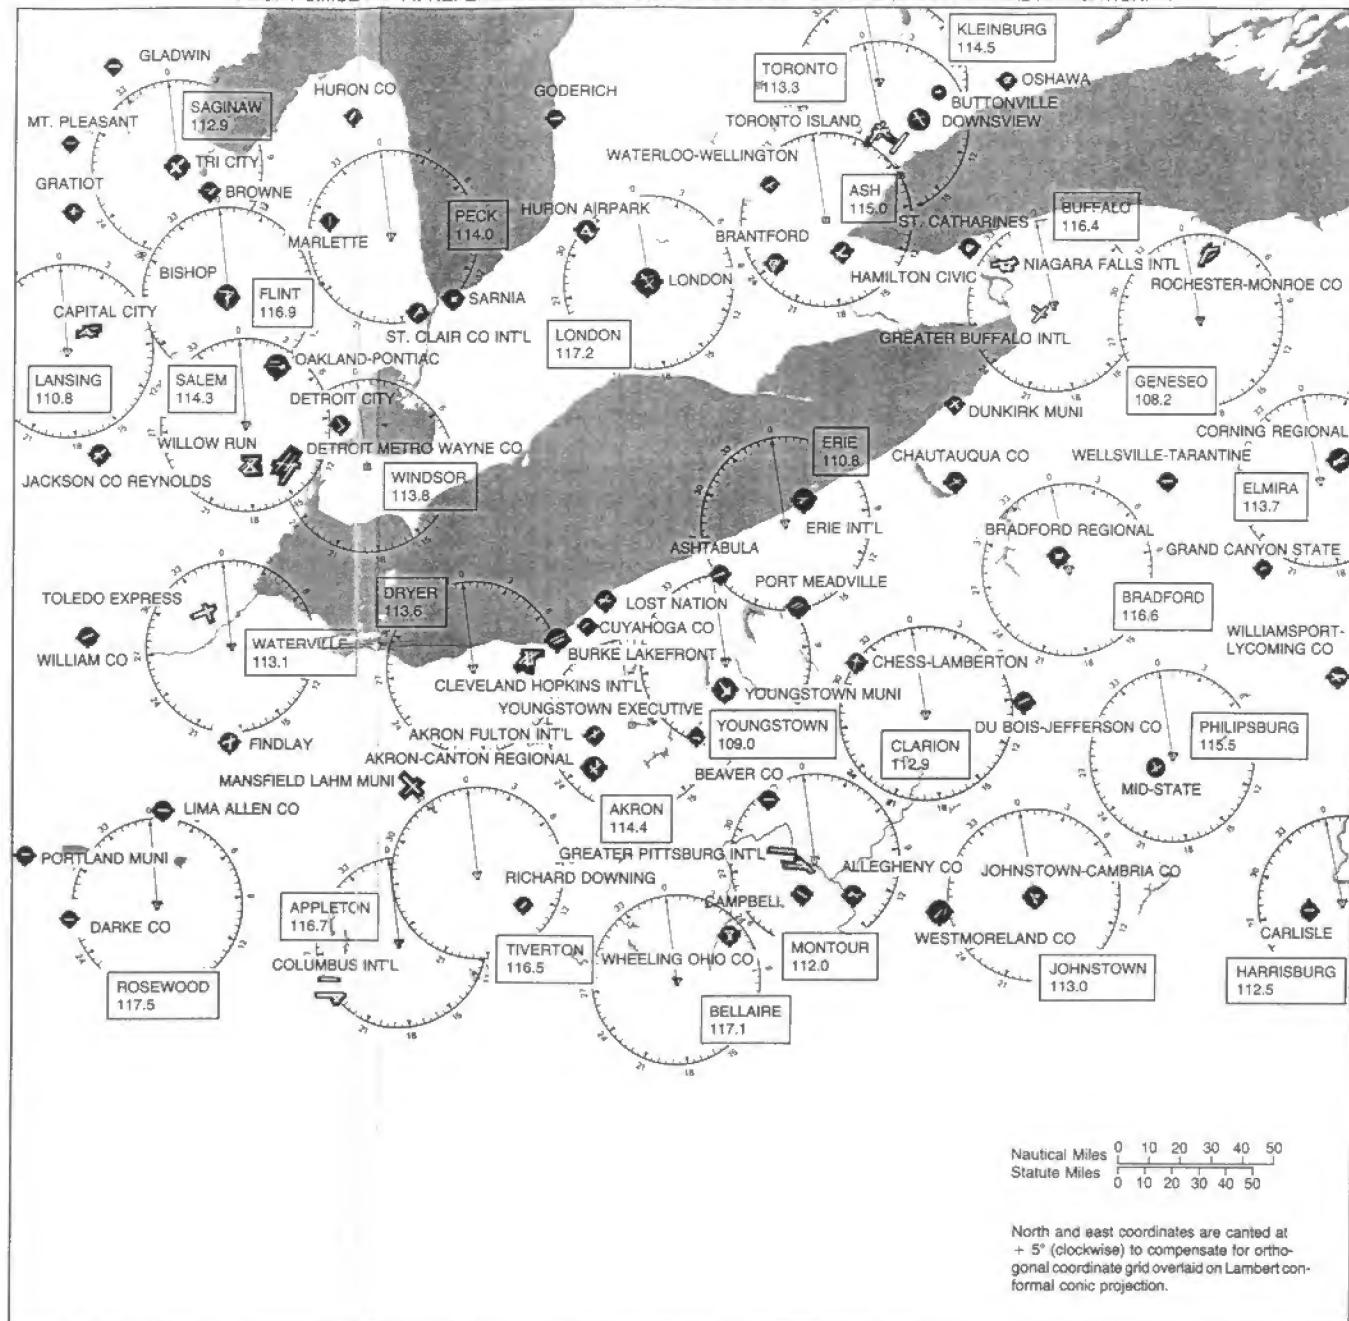 GLADWIN
SAGINAW
112.9
HURON CO
GODERICH
TORONTO
113.3
KLEINBURG
114.5
OSHAWA
BUTTONVILLE
DOWNSVIEW
MT. PLEASANT
TRI CITY
TORONTO ISLAND
WATERLOO-WELLINGTON
GRATIOT
BROWNE
PECK
114.0
HURON AIRPARK
ASH
115.0
ST. CATHARINES
BUFFALO
116.4
MARLETTE
BRANTFORD
HAMILTON CIVIC
NIAGARA FALLS INTL
ROCHESTER-MONROE CO
BISHOP
FLINT
116.9
SARNIA
LONDON
CAPITAL CITY
ST. CLAIR CO INT'L
LONDON
117.2
GREATER BUFFALO INTL
OAKLAND-PONTIAC
LANSING
110.8
SALEM
114.3
GENESEO
108.2
DETROIT CITY
DUNKIRK MUNI
WILLOW RUN
DETROIT METRO WAYNE CO
ERIE
110.8
CHAUTAUQUA CO
WELLSVILLE-TARANTINE
CORNING REGIONAL
JACKSON CO REYNOLDS
WINDSOR
113.8
ELMIRA
113.7
ERIE INT'L
BRADFORD REGIONAL
ASHTABULA
GRAND CANYON STATE
PORT MEADVILLE
DRYER
113.6
BRADFORD
116.6
TOLEDO EXPRESS
LOST NATION
CUYAHOGA CO
WILLIAMSPORT-
LYCOMING CO
WILLIAM CO
WATERVILLE
113.1
BURKE LAKEFRONT
CHESS-LAMBERTON
CLEVELAND HOPKINS INT'L
YOUNGSTOWN MUNI
YOUNGSTOWN EXECUTIVE
DU BOIS-JEFFERSON CO
PHILIPSBURG
115.5
FINDLAY
AKRON FULTON INT'L
YOUNGSTOWN
109.0
CLARION
112.9
AKRON-CANTON REGIONAL
MANSFIELD LAHM MUNI
BEAVER CO
MID-STATE
LIMA ALLEN CO
AKRON
114.4
PORTLAND MUNI
GREATER PITTSBURG INT'L
ALLEGHENY CO
JOHNSTOWN-CAMBRIA CO
RICHARD DOWNING
APPLETON
116.7
CAMPBELL
DARKE CO
WESTMORELAND CO
CARLISLE
TIVERTON
116.5
WHEELING OHIO CO
MONTOUR
112.0
COLUMBUS INT'L
JOHNSTOWN
113.0
HARRISBURG
112.5
ROSEWOOD
117.5
BELLAIRE
117.1
Nautical Miles 0 10 20 30 40 50
Statute Miles 0 10 20 30 40 50
North and east coordinates are canted at
+ 5° (clockwise) to compensate for ortho-
gonal coordinate grid overlaid on Lambert con-
formal conic projection.